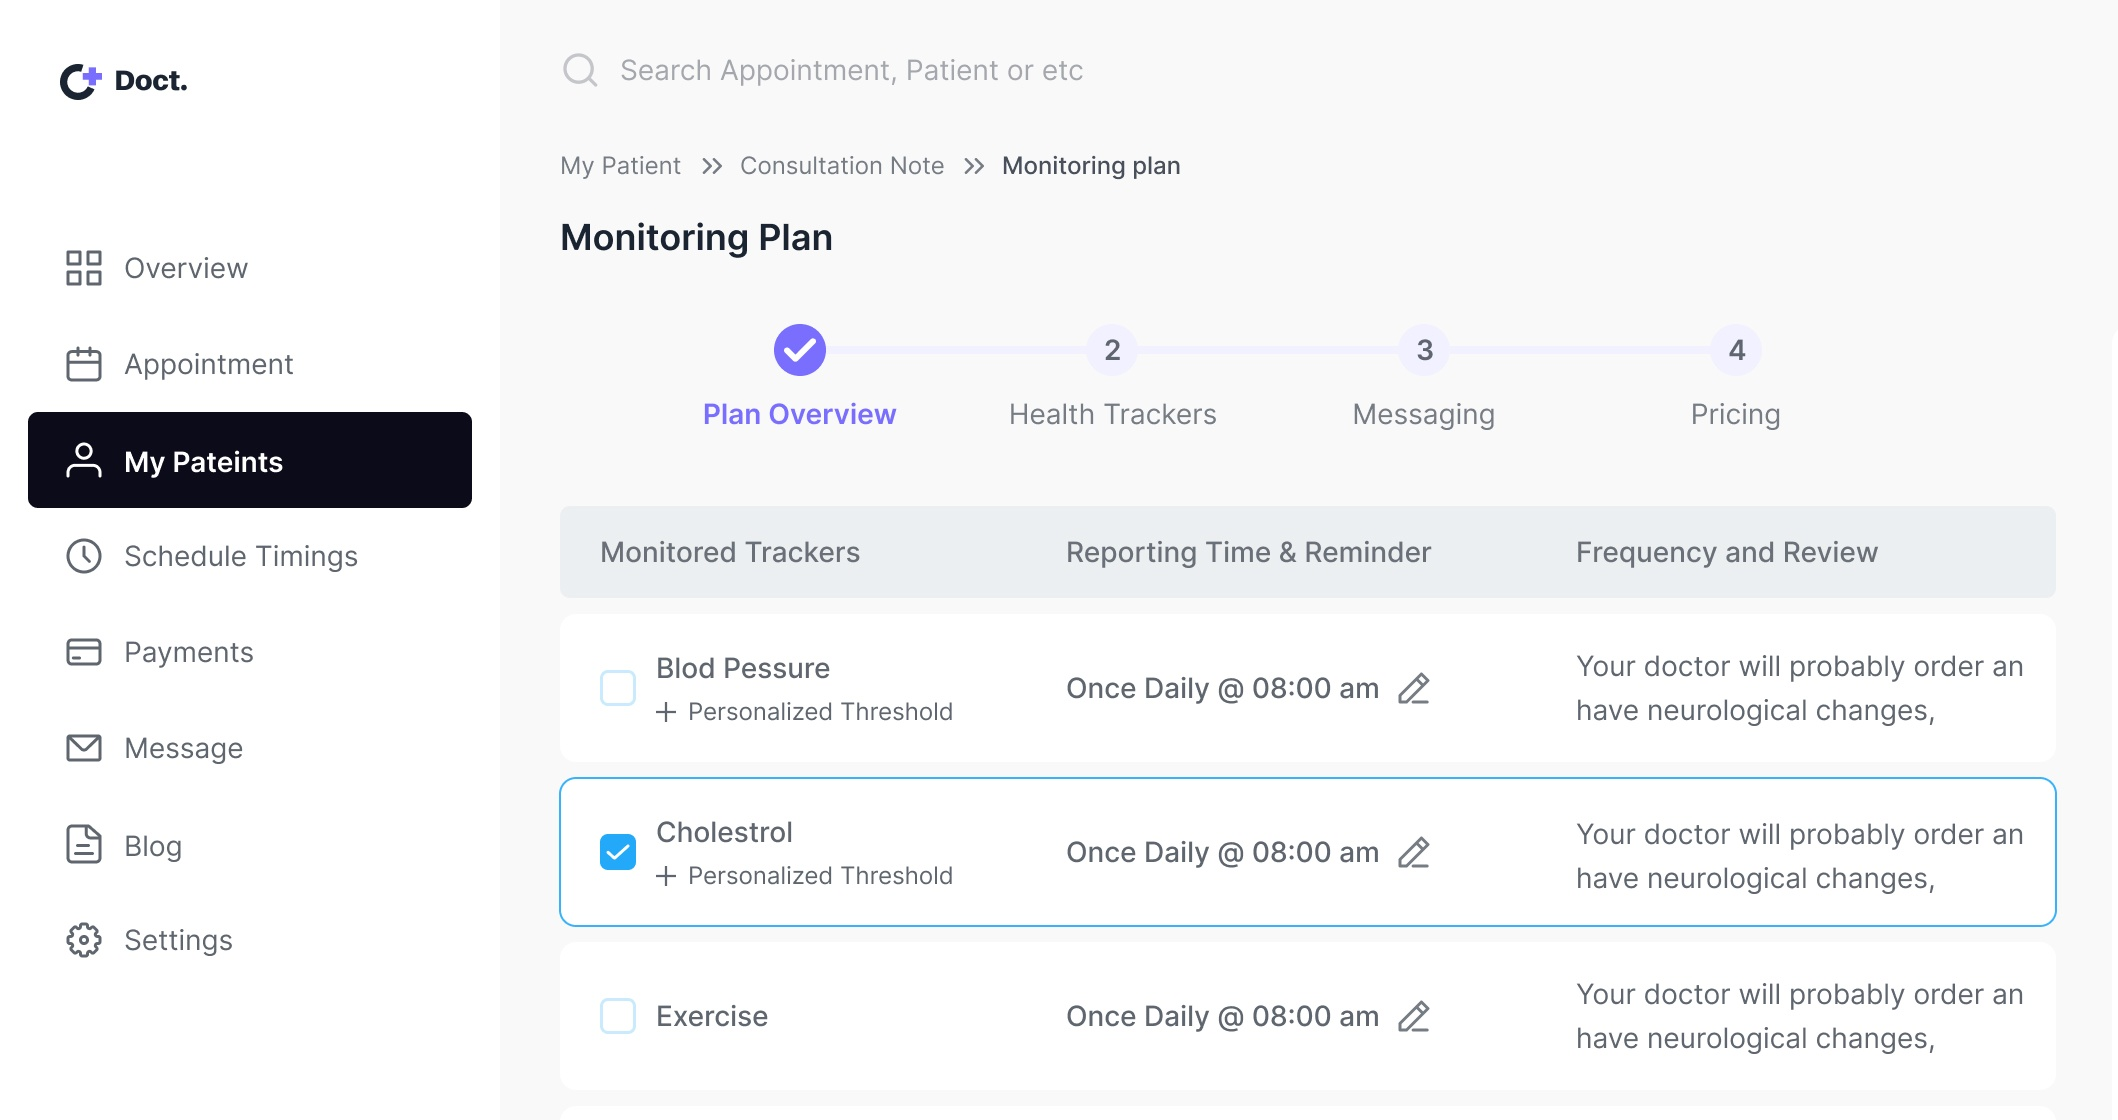 Doct.
Overview
Appointment
My Pateints
Schedule Timings
Payments
Message
Blog
Settings
Search Appointment, Patient or etc
My Patient >> Consultation Note >> Monitoring plan
Monitoring Plan
2 3 4
Plan Overview Health Trackers Messaging Pricing
Monitored Trackers Reporting Time & Reminder Frequency and Review
Blod Pessure
+ Personalized Threshold
Once Daily @ 08:00 am
Your doctor will probably order an
have neurological changes,
Cholestrol
+ Personalized Threshold
Once Daily @ 08:00 am
Your doctor will probably order an
have neurological changes,
Exercise
Once Daily @ 08:00 am
Your doctor will probably order an
have neurological changes,